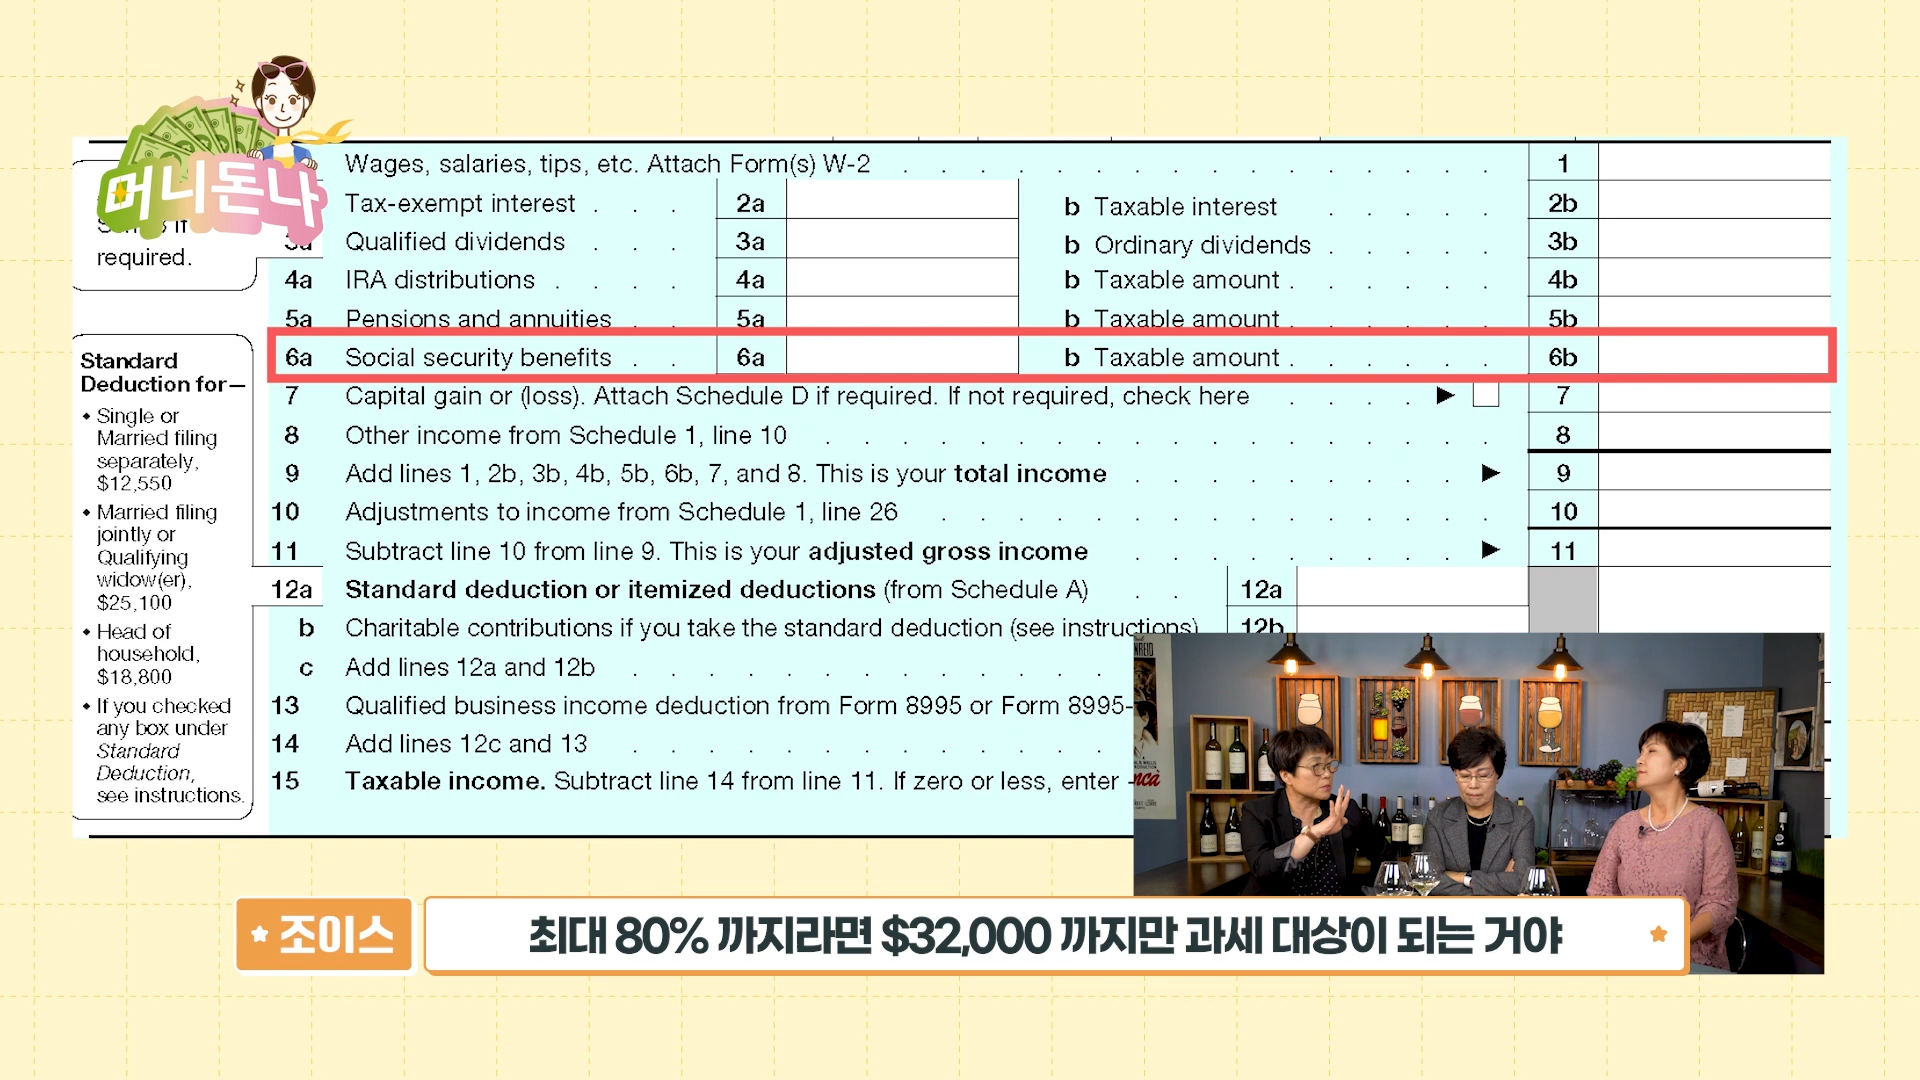 머니돈나
required.
Standard
Deduction for—
• Single or
Married filing
separately,
$12,550
• Married filing
jointly or
Qualifying
widow(er),
$25,100
• Head of
household,
$18,800
• If you checked
any box under
Standard
Deduction,
see instructions.
Wages, salaries, tips, etc. Attach Form(s) W-2 1
Tax-exempt interest 2a b Taxable interest 2b
3a Qualified dividends 3a b Ordinary dividends 3b
4a IRA distributions 4a b Taxable amount 4b
5a Pensions and annuities 5a b Taxable amount 5b
6a Social security benefits 6a b Taxable amount 6b
7 Capital gain or (loss). Attach Schedule D if required. If not required, check here ▶ 7
8 Other income from Schedule 1, line 10 8
9 Add lines 1, 2b, 3b, 4b, 5b, 6b, 7, and 8. This is your total income ▶ 9
10 Adjustments to income from Schedule 1, line 26 10
11 Subtract line 10 from line 9. This is your adjusted gross income ▶ 11
12a Standard deduction or itemized deductions (from Schedule A) 12a
b Charitable contributions if you take the standard deduction (see instructions) 12b
c Add lines 12a and 12b
13 Qualified business income deduction from Form 8995 or Form 8995-
14 Add lines 12c and 13
15 Taxable income. Subtract line 14 from line 11. If zero or less, enter -
조이스
최대 80% 까지라면 $32,000 까지만 과세 대상이 되는 거야